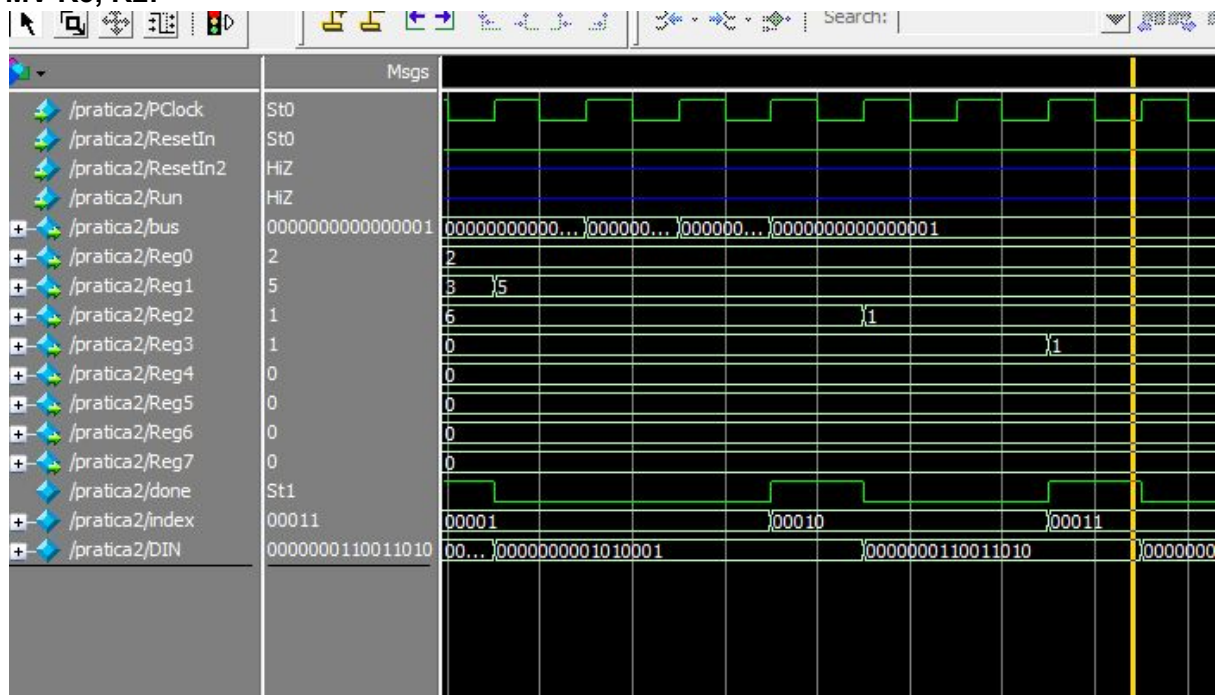 MV R3, R2.
Search:
Msgs
/pratica2/PClock St0
/pratica2/ResetIn St0
/pratica2/ResetIn2 HiZ
/pratica2/Run HiZ
/pratica2/bus 0000000000000001 00000000000... 000000... 000000... 0000000000000001
/pratica2/Reg0 2 2
/pratica2/Reg1 5 3 5
/pratica2/Reg2 1 6 1
/pratica2/Reg3 1 0 1
/pratica2/Reg4 0 0
/pratica2/Reg5 0 0
/pratica2/Reg6 0 0
/pratica2/Reg7 0 0
/pratica2/done St1
/pratica2/index 00011 00001 00010 00011
/pratica2/DIN 0000000110011010 00... 0000000001010001 0000000110011010 0000000